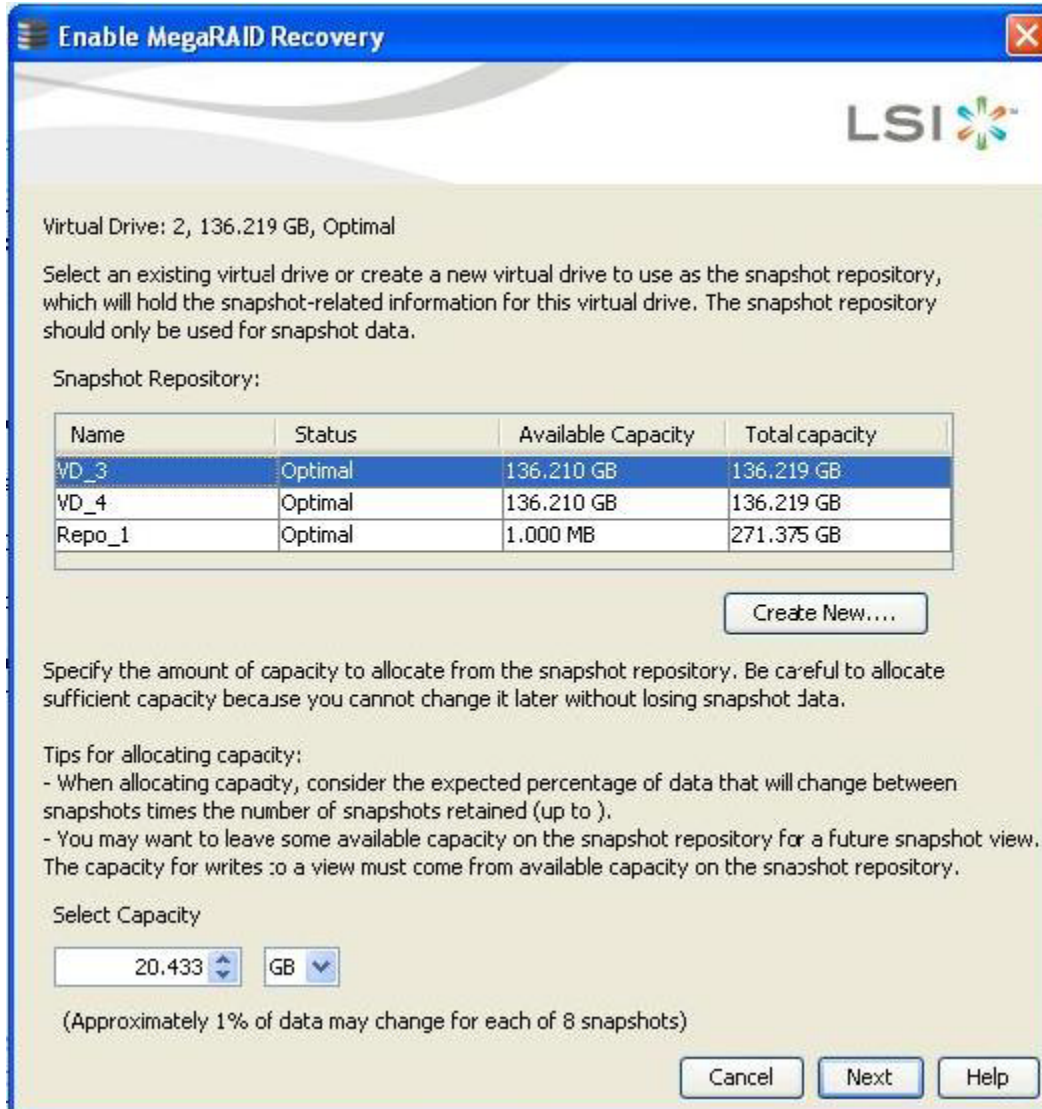 Enable MegaRAID Recovery
LSI
Virtual Drive: 2, 136.219 GB, Optimal
Select an existing virtual drive or create a new virtual drive to use as the snapshot repository,
which will hold the snapshot-related information for this virtual drive. The snapshot repository
should only be used for snapshot data.
Snapshot Repository:
Name Status Available Capacity Total capacity
VD_3 Optimal 136.210 GB 136.219 GB
VD_4 Optimal 136.210 GB 136.219 GB
Repo_1 Optimal 1.000 MB 271.375 GB
Create New....
Specify the amount of capacity to allocate from the snapshot repository. Be careful to allocate
sufficient capacity because you cannot change it later without losing snapshot data.
Tips for allocating capacity:
- When allocating capacity, consider the expected percentage of data that will change between
snapshots times the number of snapshots retained (up to ).
- You may want to leave some available capacity on the snapshot repository for a future snapshot view.
The capacity for writes to a view must come from available capacity on the snapshot repository.
Select Capacity
20.433 GB
(Approximately 1% of data may change for each of 8 snapshots)
Cancel Next Help